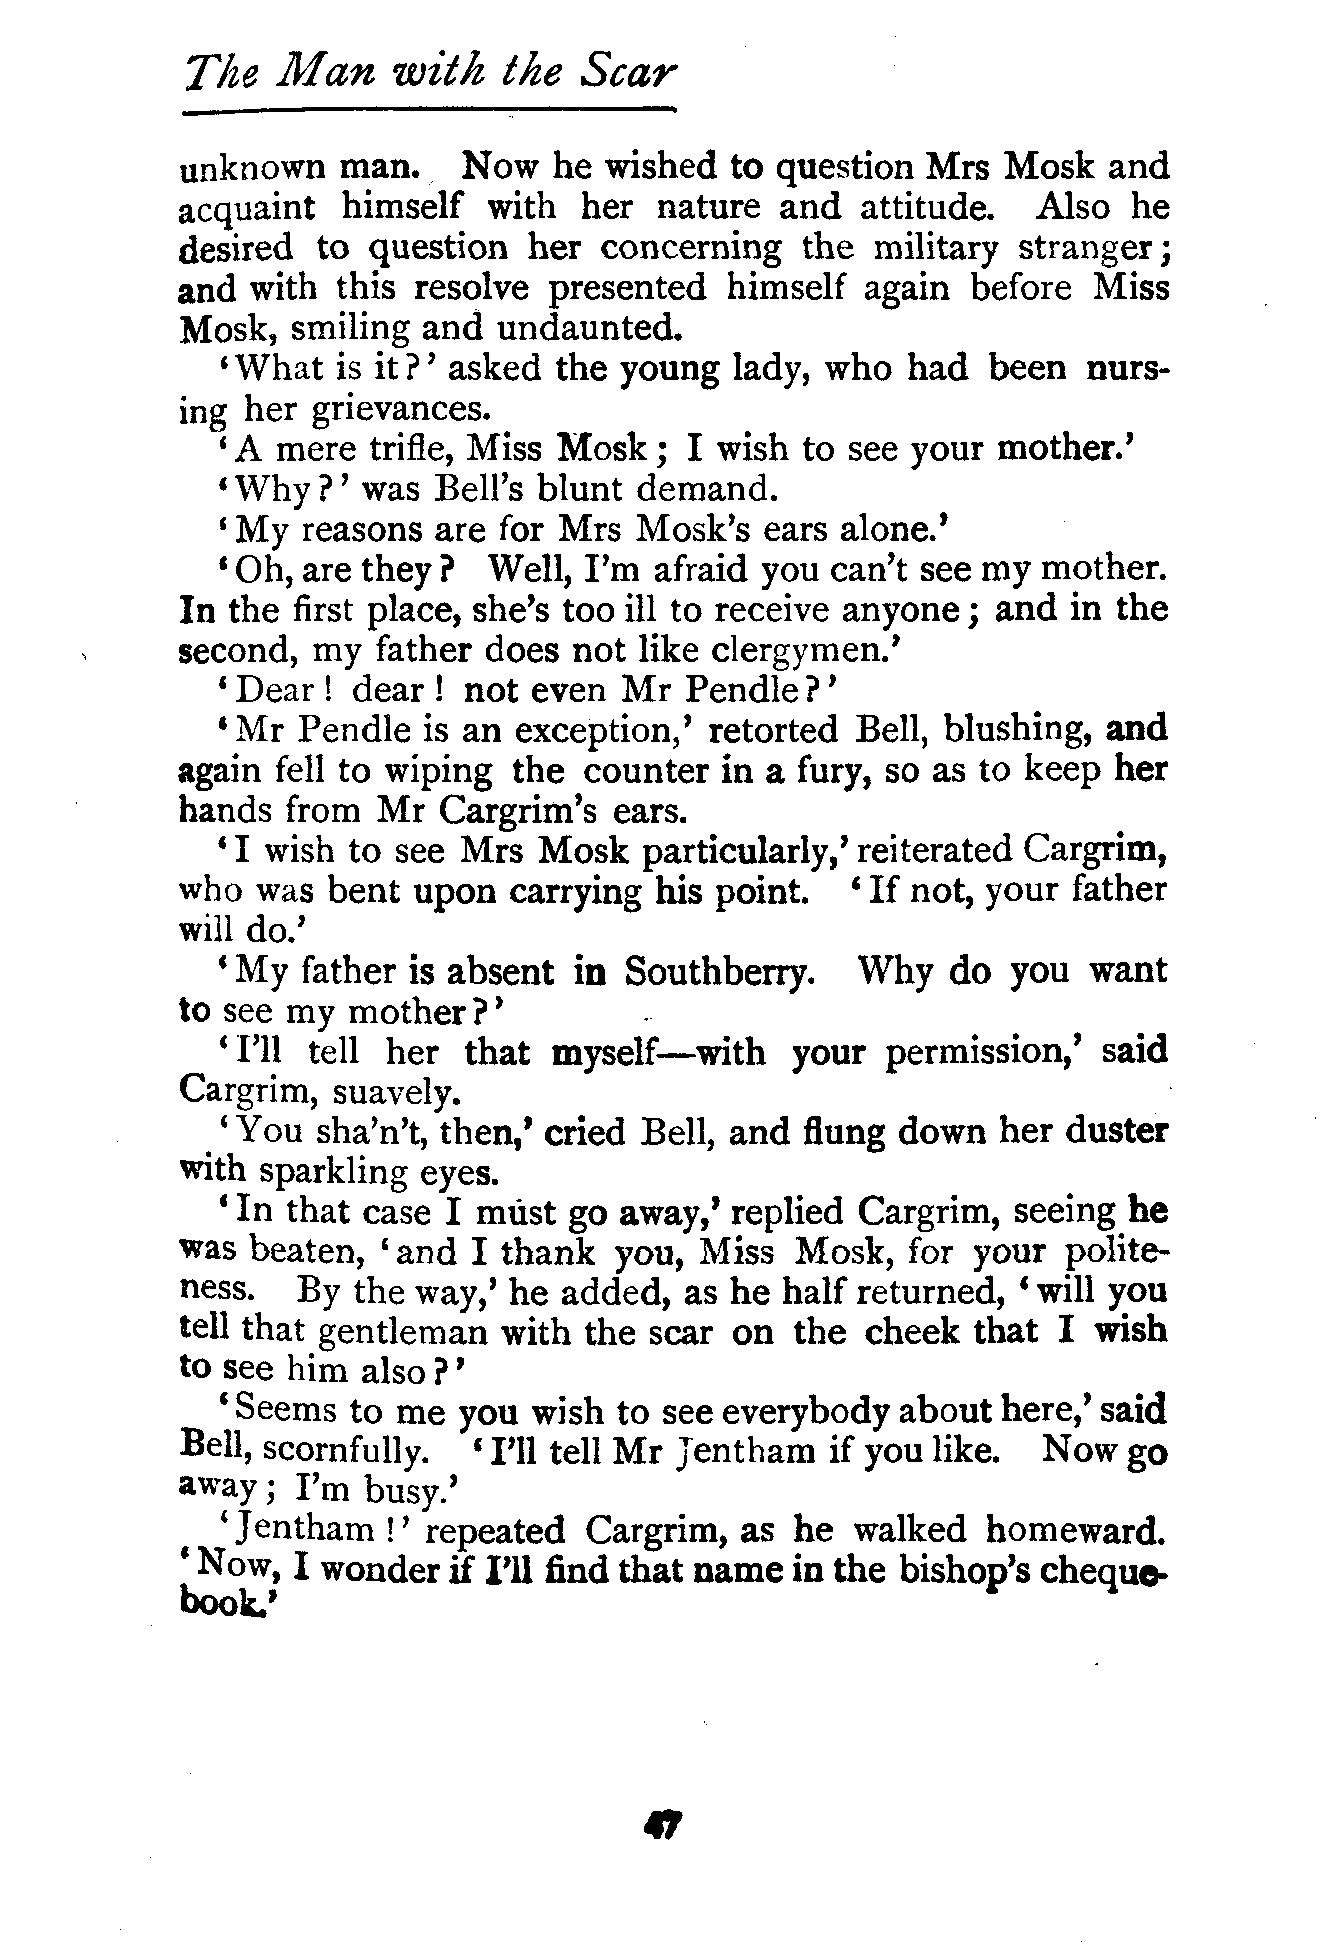 The Man with the Scar
unknown man. Now he wished to question Mrs Mosk and
acquaint himself with her nature and attitude. Also he
desired to question her concerning the military stranger;
and with this resolve presented himself again before Miss
Mosk, smiling and undaunted.
‘What is it?’ asked the young lady, who had been nurs-
ing her grievances.
‘A mere trifle, Miss Mosk; I wish to see your mother.’
‘Why?’ was Bell’s blunt demand.
‘My reasons are for Mrs Mosk’s ears alone.’
‘Oh, are they? Well, I’m afraid you can’t see my mother.
In the first place, she’s too ill to receive anyone; and in the
second, my father does not like clergymen.’
‘Dear! dear! not even Mr Pendle?’
‘Mr Pendle is an exception,’ retorted Bell, blushing, and
again fell to wiping the counter in a fury, so as to keep her
hands from Mr Cargrim’s ears.
‘I wish to see Mrs Mosk particularly,’ reiterated Cargrim,
who was bent upon carrying his point. ‘If not, your father
will do.’
‘My father is absent in Southberry. Why do you want
to see my mother?’
‘I’ll tell her that myself—with your permission,’ said
Cargrim, suavely.
‘You sha’n’t, then,’ cried Bell, and flung down her duster
with sparkling eyes.
‘In that case I must go away,’ replied Cargrim, seeing he
was beaten, ‘and I thank you, Miss Mosk, for your polite-
ness. By the way,’ he added, as he half returned, ‘will you
tell that gentleman with the scar on the cheek that I wish
to see him also?’
‘Seems to me you wish to see everybody about here,’ said
Bell, scornfully. ‘I’ll tell Mr Jentham if you like. Now go
away; I’m busy.’
‘Jentham!’ repeated Cargrim, as he walked homeward.
‘Now, I wonder if I’ll find that name in the bishop’s cheque-
book.’
47